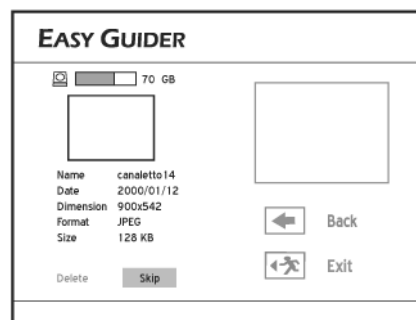 EASY GUIDER
70 GB
Name canaletto14
Date 2000/01/12
Dimension 900x542
Format JPEG
Size 128 KB
Delete Skip
Back
Exit